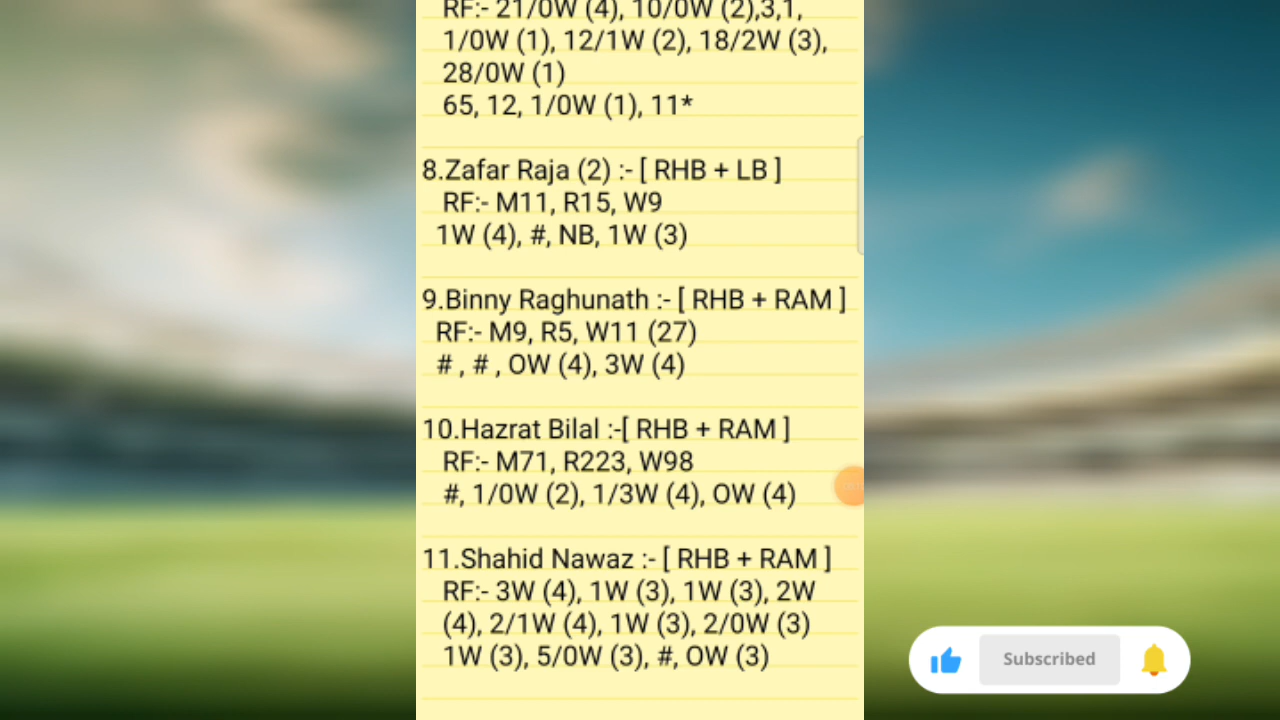 RF:- 21/0W (4), 10/0W (2),3,1,
1/0W (1), 12/1W (2), 18/2W (3),
28/0W (1)
65, 12, 1/0W (1), 11*
8.Zafar Raja (2) :- [ RHB + LB ]
RF:- M11, R15, W9
1W (4), #, NB, 1W (3)
9.Binny Raghunath :- [ RHB + RAM ]
RF:- M9, R5, W11 (27)
# , # , OW (4), 3W (4)
10.Hazrat Bilal :-[ RHB + RAM ]
RF:- M71, R223, W98
#, 1/0W (2), 1/3W (4), OW (4)
11.Shahid Nawaz :- [ RHB + RAM ]
RF:- 3W (4), 1W (3), 1W (3), 2W
(4), 2/1W (4), 1W (3), 2/0W (3)
1W (3), 5/0W (3), #, OW (3)
Subscribed